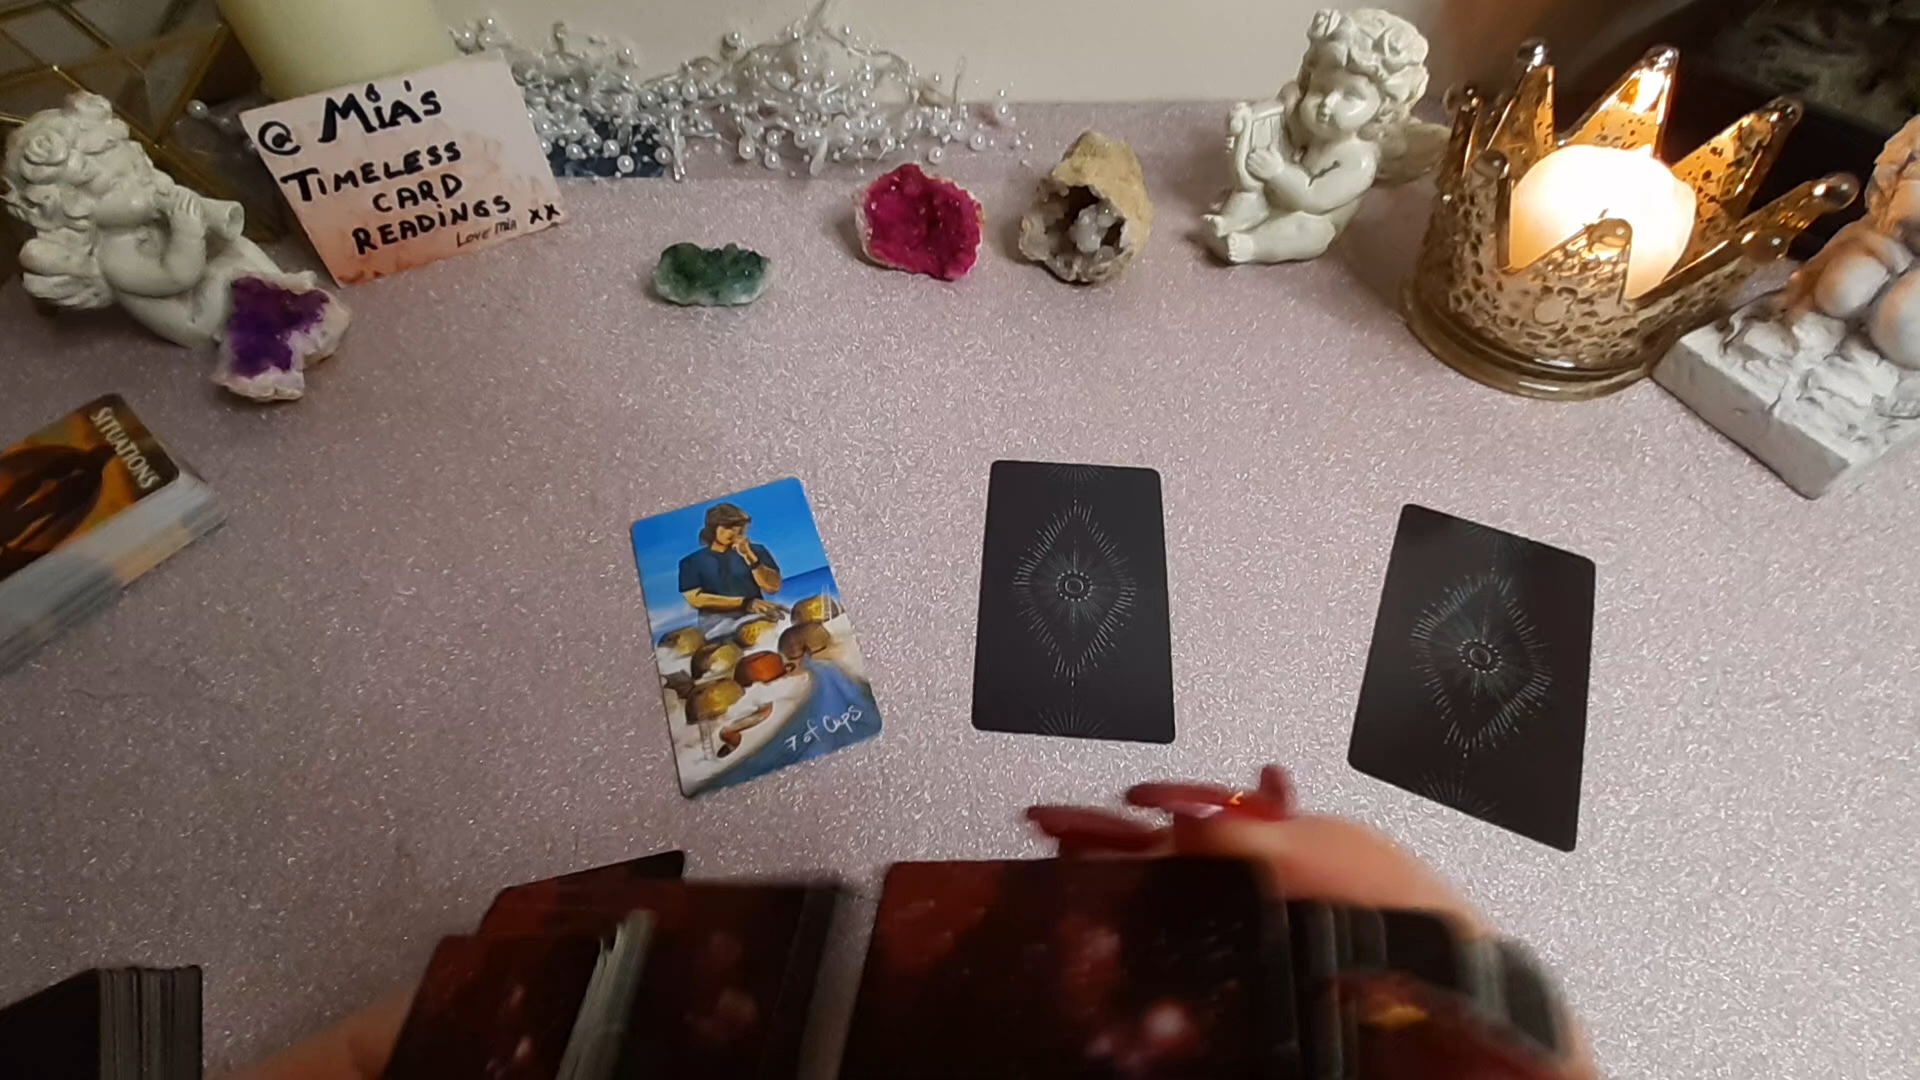 @ MiA's
TIMELESS
CARD
READINGS xx
Love Mia
SITUATIONS
7 of Cups